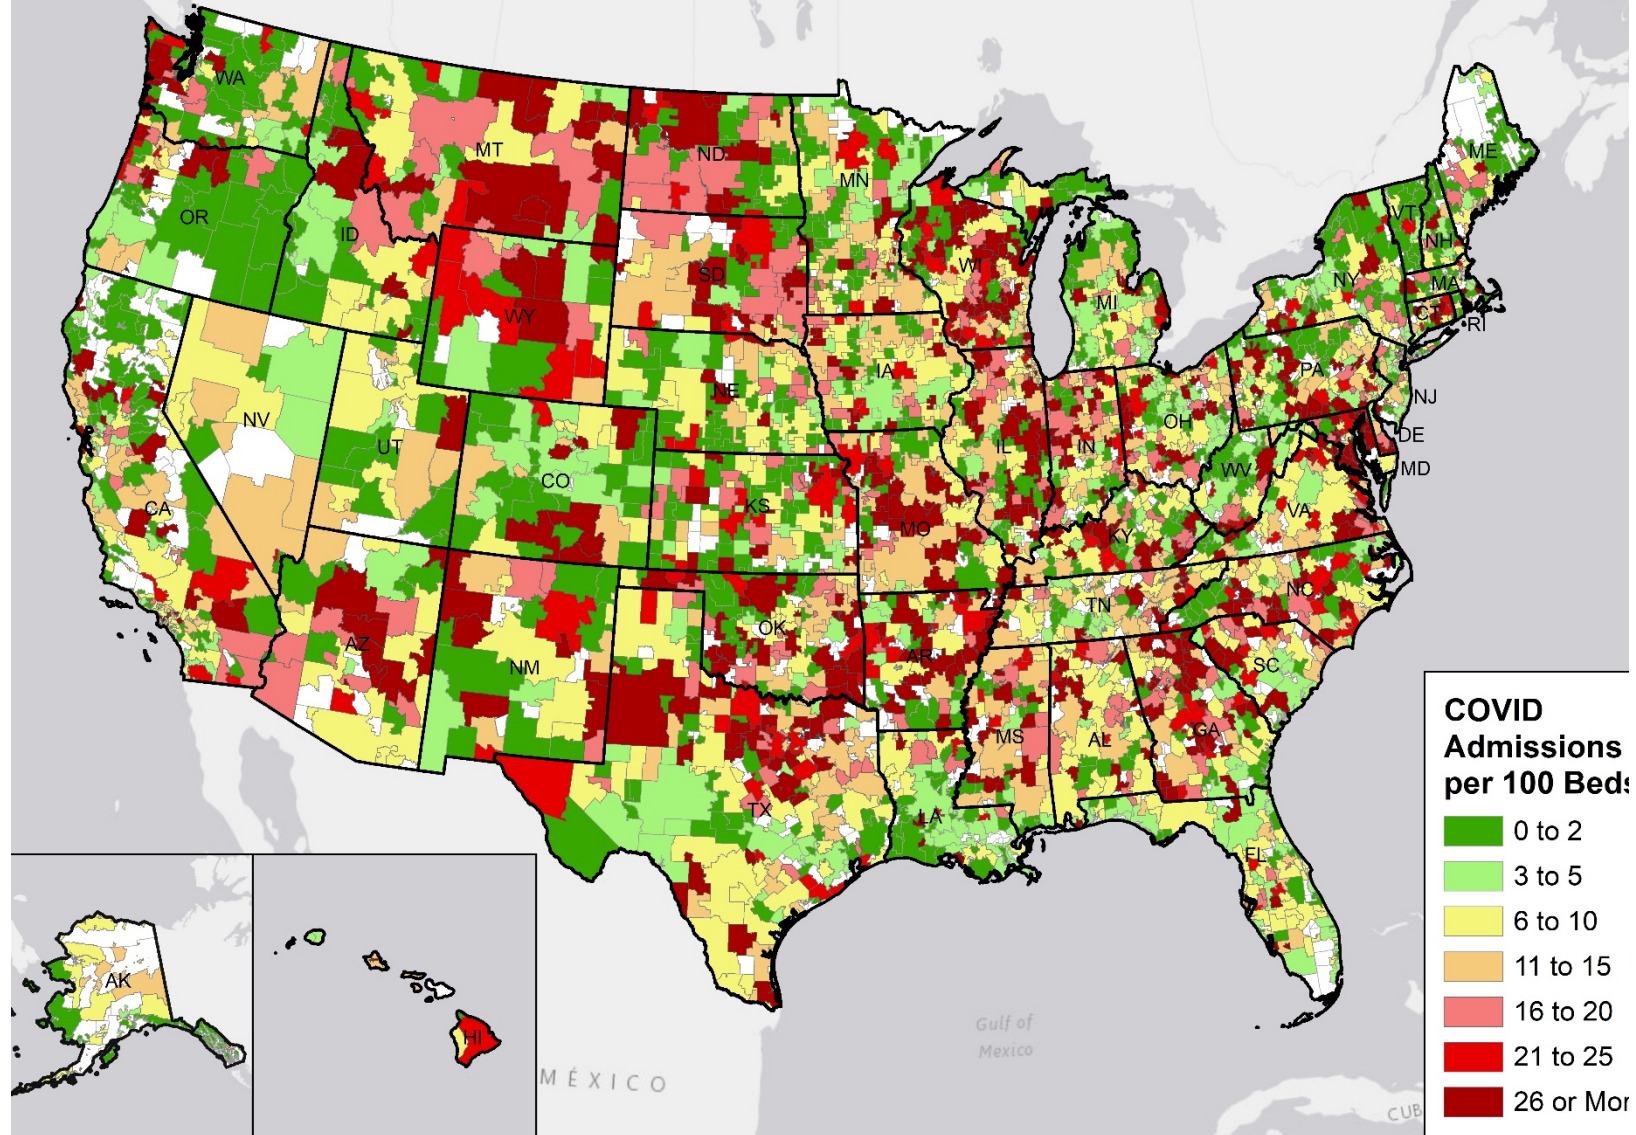 WA
MT
ND
MN
ME
OR
ID
SD
WI
VT
NH
NY
MA
WY
MI
CT
RI
IA
PA
NE
NJ
NV
UT
OH
DE
IL
IN
CO
WV
MD
CA
KS
MO
VA
KY
AZ
NM
OK
TN
NC
AR
SC
MS
AL
GA
TX
LA
FL
COVID
Admissions
per 100 Beds
0 to 2
3 to 5
6 to 10
11 to 15
16 to 20
21 to 25
26 or Mor
AK
HI
Gulf of
Mexico
MÉXICO
CUB